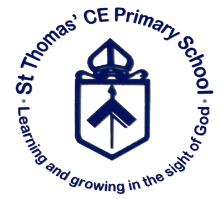 St Thomas' CE Primary School
Learning and growing in the sight of God